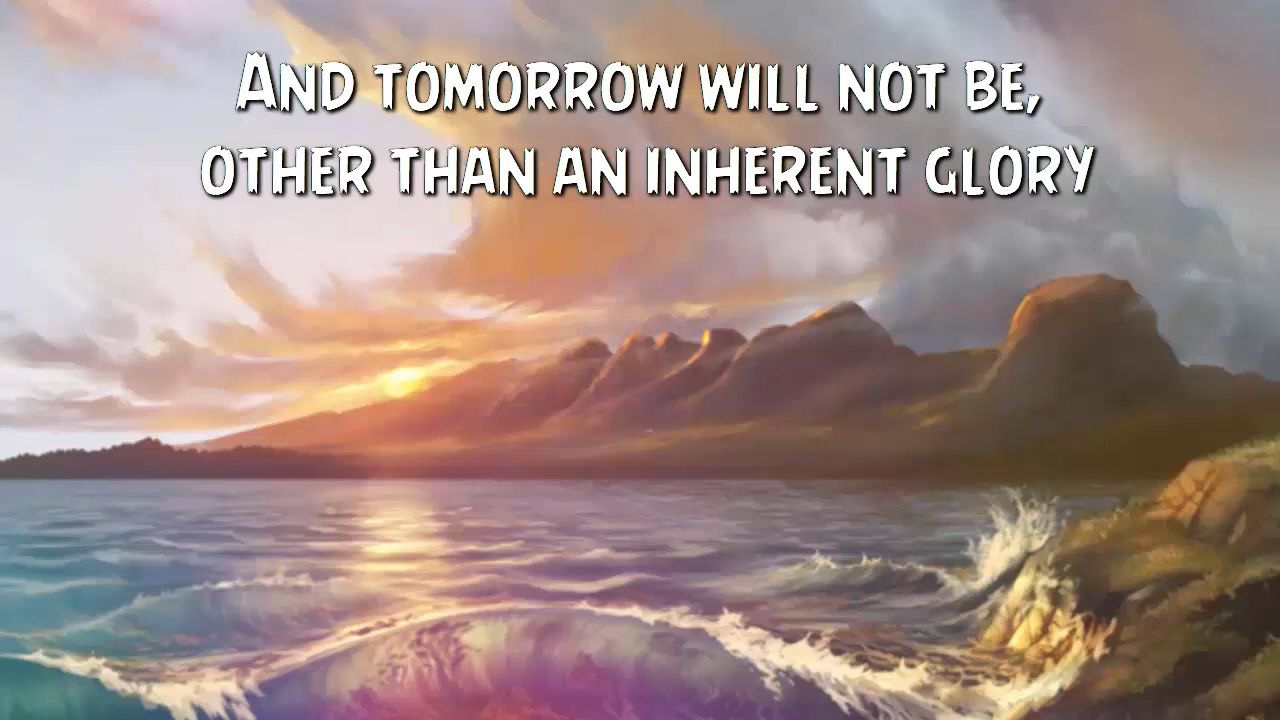 And tomorrow will not be,
other than an inherent glory